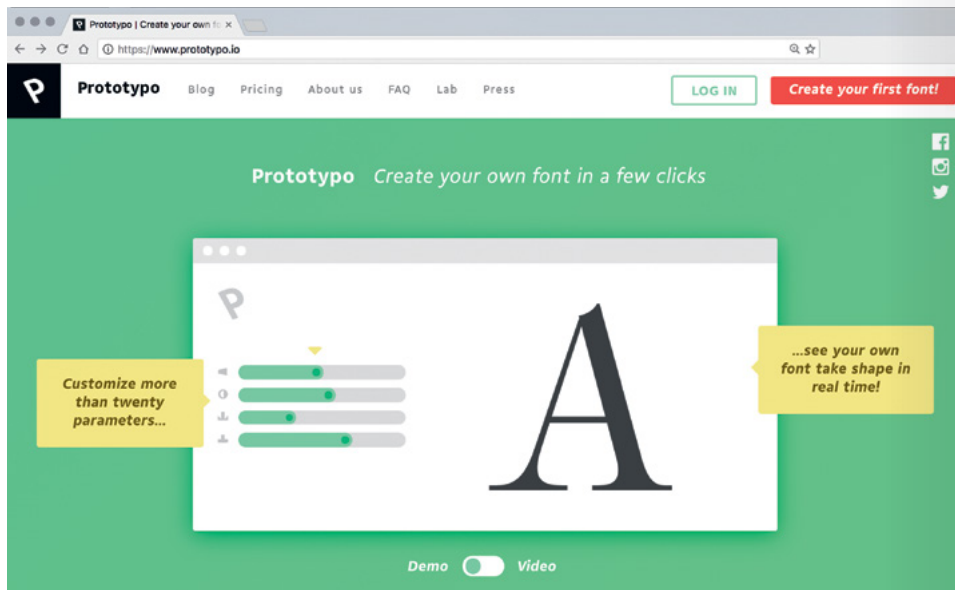 Prototypo | Create your own fo
https://www.prototypo.io
Prototypo Blog Pricing About us FAQ Lab Press LOG IN Create your first font!
Prototypo Create your own font in a few clicks
P
A
Customize more
than twenty
parameters...
...see your own
font take shape in
real time!
Demo Video